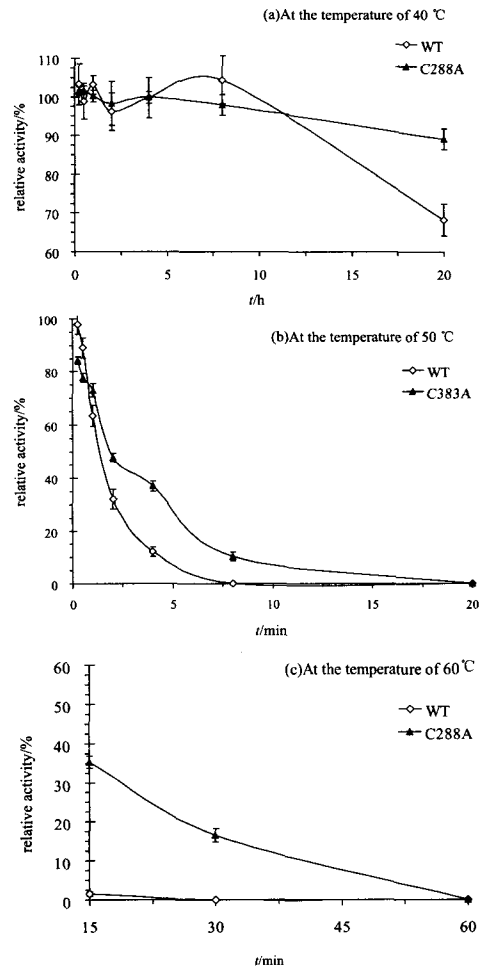 (a)At the temperature of 40 ℃
WT
C288A
relative activity/%
110
100
90
80
70
60
0
5
10
15
20
t/h
(b)At the temperature of 50 ℃
WT
C383A
relative activity/%
100
80
60
40
20
0
0
5
10
15
20
t/min
(c)At the temperature of 60℃
WT
C288A
relative activity/%
60
50
40
30
20
10
0
15
30
45
60
t/min